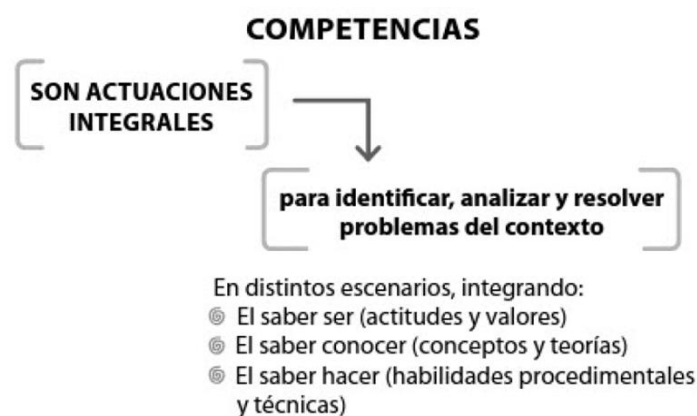 COMPETENCIAS
SON ACTUACIONES
INTEGRALES
para identificar, analizar y resolver
problemas del contexto
En distintos escenarios, integrando:
El saber ser (actitudes y valores)
El saber conocer (conceptos y teorías)
El saber hacer (habilidades procedimentales
y técnicas)